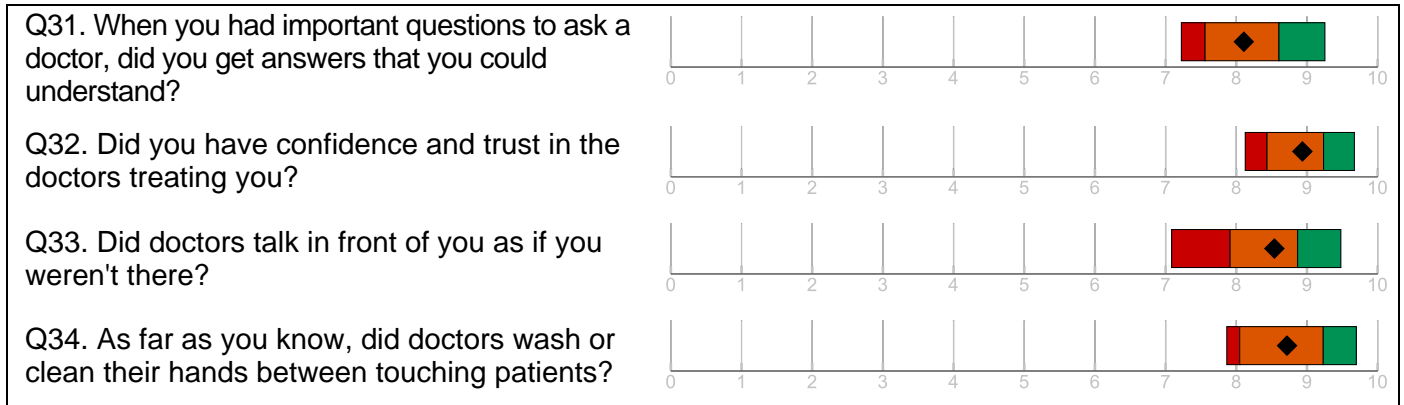 Q31. When you had important questions to ask a
doctor, did you get answers that you could
understand?
0 1 2 3 4 5 6 7 8 9 10
Q32. Did you have confidence and trust in the
doctors treating you?
0 1 2 3 4 5 6 7 8 9 10
Q33. Did doctors talk in front of you as if you
weren't there?
0 1 2 3 4 5 6 7 8 9 10
Q34. As far as you know, did doctors wash or
clean their hands between touching patients?
0 1 2 3 4 5 6 7 8 9 10